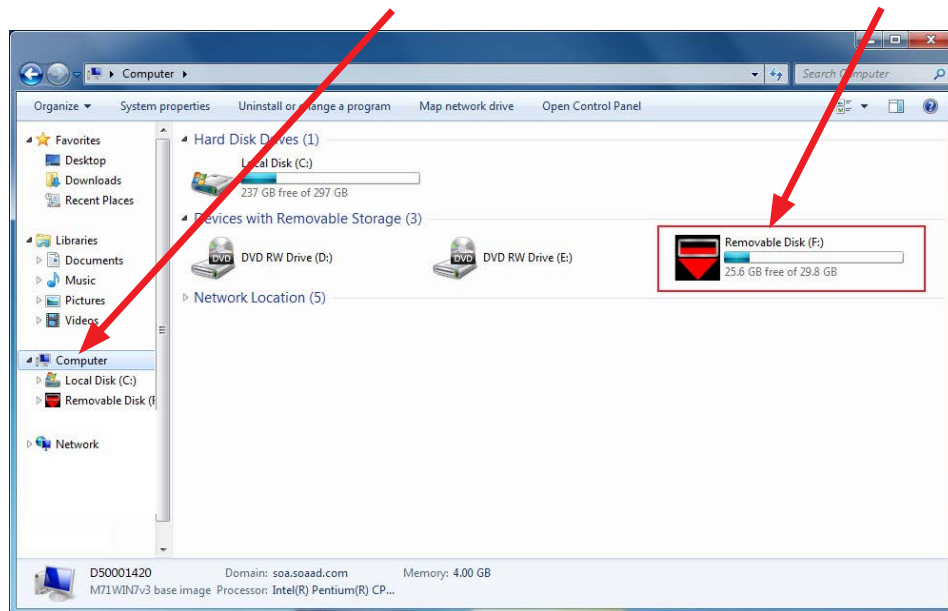 Computer
Search Computer
Organize System properties Uninstall or change a program Map network drive Open Control Panel
Favorites
Desktop
Downloads
Recent Places
Libraries
Documents
Music
Pictures
Videos
Computer
Local Disk (C:)
Removable Disk (F
Network
Hard Disk Drives (1)
Local Disk (C:)
237 GB free of 297 GB
Devices with Removable Storage (3)
DVD RW Drive (D:)
DVD RW Drive (E:)
Removable Disk (F:)
25.6 GB free of 29.8 GB
Network Location (5)
D50001420 Domain: soa.soaad.com Memory: 4.00 GB
M71WIN7v3 base image Processor: Intel(R) Pentium(R) CP...